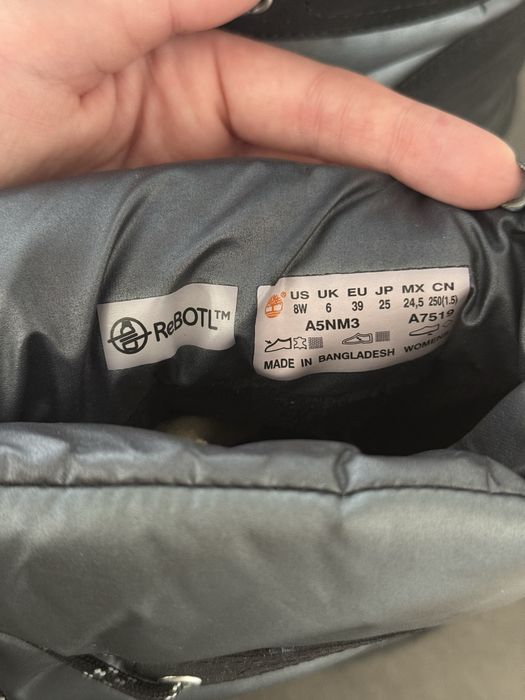 ReBOTL™
US UK EU JP MX CN
8W 6 39 25 24,5 250(1.5)
A5NM3 A7519
MADE IN BANGLADESH